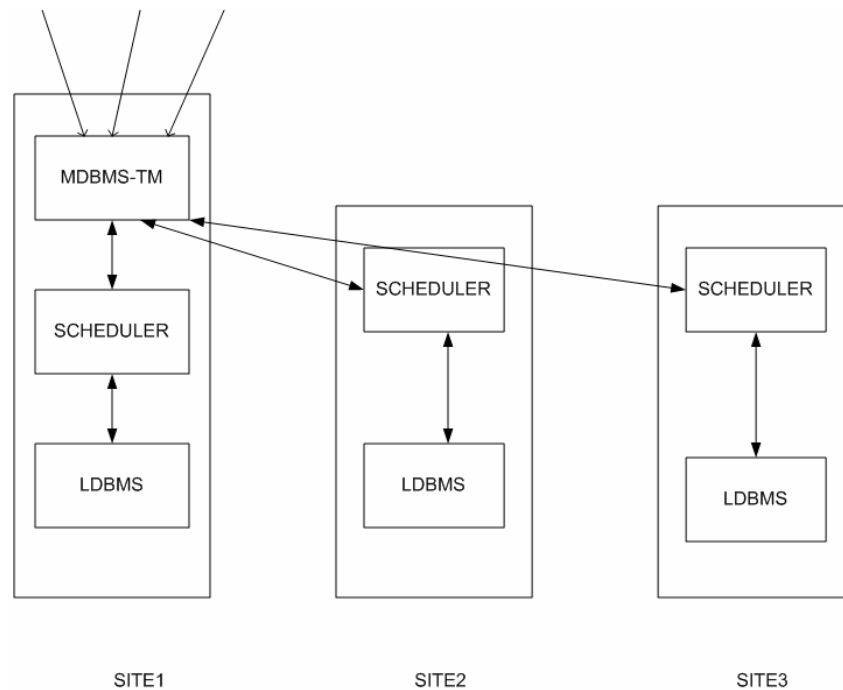 MDBMS-TM
SCHEDULER
SCHEDULER
SCHEDULER
LDBMS
LDBMS
LDBMS
SITE1
SITE2
SITE3